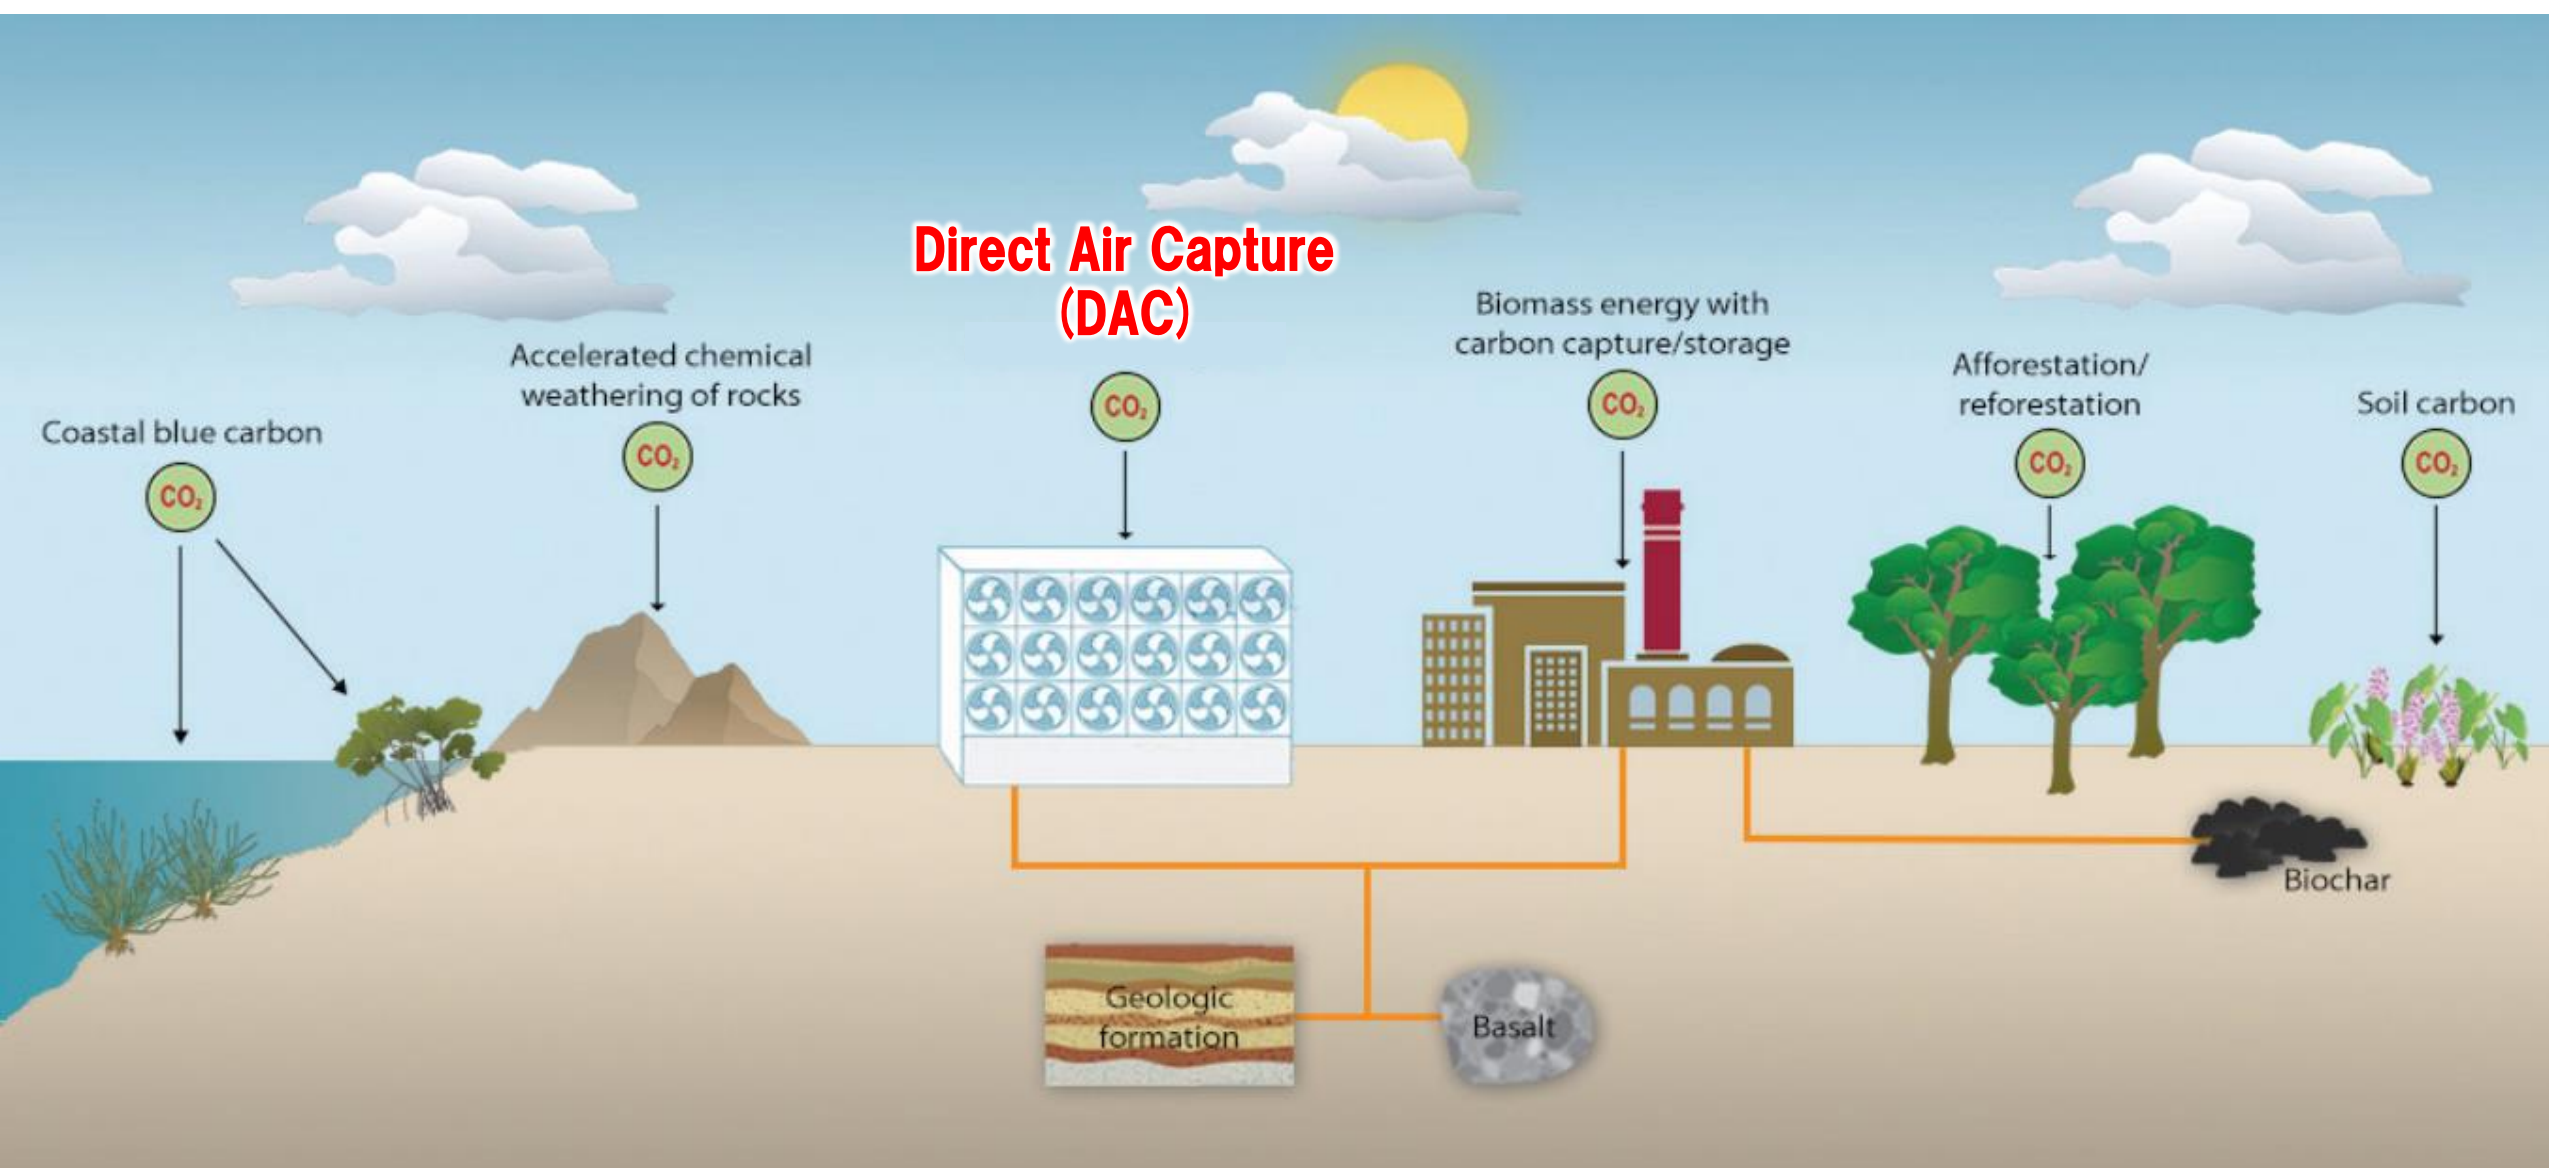 Direct Air Capture
(DAC)
Biomass energy with
carbon capture/storage
Accelerated chemical
weathering of rocks
Afforestation/
reforestation
Soil carbon
Coastal blue carbon
CO₂
CO₂
CO₂
CO₂
CO₂
CO₂
Biochar
Geologic
formation
Basalt